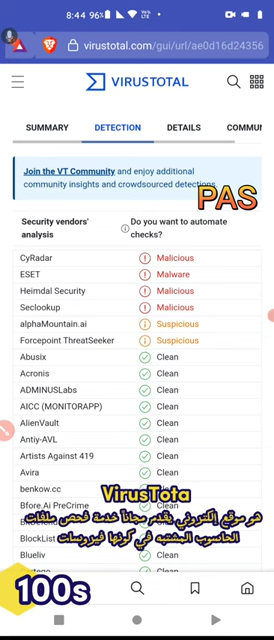 8:44 96%
virustotal.com/gui/url/ae0d16d24356
VIRUSTOTAL
SUMMARY DETECTION DETAILS COMMUN
Join the VT Community and enjoy additional
community insights and crowdsourced detections,
PAS
Security vendors'
analysis
Do you want to automate
checks?
CyRadar Malicious
ESET Malware
Heimdal Security Malicious
Seclookup Malicious
alphaMountain.ai Suspicious
Forcepoint ThreatSeeker Suspicious
Abusix Clean
Acronis Clean
ADMINUSLabs Clean
AICC (MONITORAPP) Clean
AlienVault Clean
Antiy-AVL Clean
Artists Against 419 Clean
Avira Clean
benkow.cc Clean
Bfore.Ai PreCrime
VirusTota
هو موقع إلكتروني يقدم مجاناً خدمة فحص ملفات
الحاسوب المشتبه في كونها فيروسات
BlockList
Blueliv Clean
100s